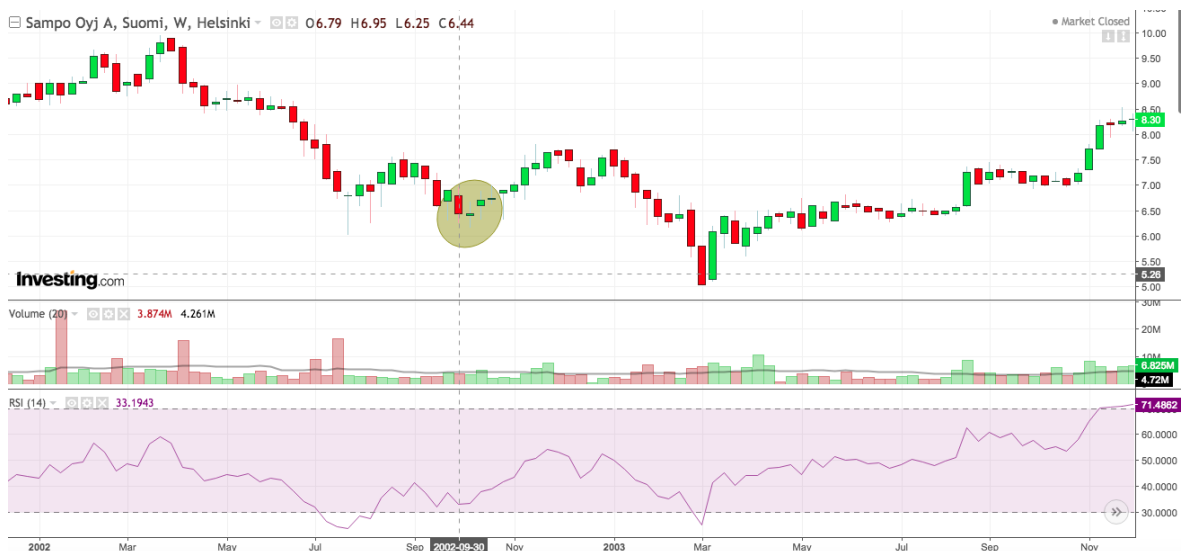 Sampo Oyj A, Suomi, W, Helsinki O6.79 H6.95 L6.25 C6.44
Market Closed
10.00
9.50
9.00
8.50
8.30
8.00
7.50
7.00
6.50
6.00
5.50
5.26
5.00
Investing.com
Volume (20) 3.874M 4.261M
30M
20M
10M
6.825M
4.72M
RSI (14) 33.1943
71.4862
60.0000
50.0000
40.0000
30.0000
2002 Mar May Jul Sep 2002-09-30 Nov 2003 Mar May Jul Sep Nov